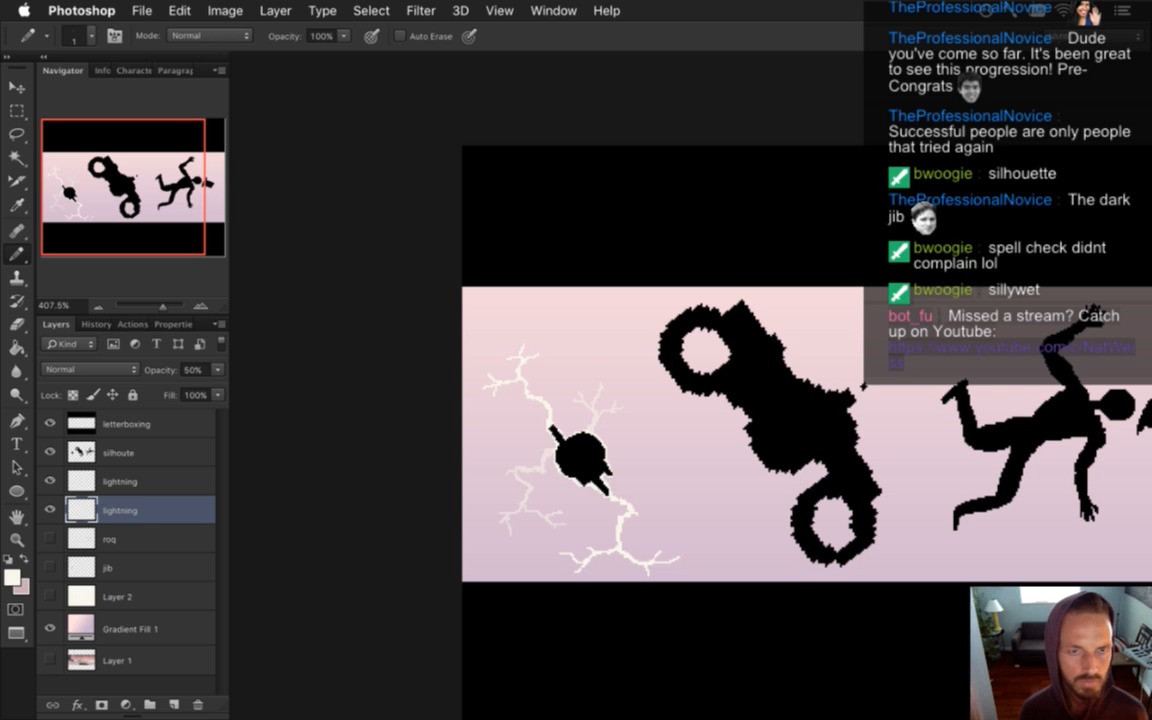 Photoshop File Edit Image Layer Type Select Filter 3D View Window Help
1 Mode: Normal Opacity: 100% Auto Erase
Navigator Info Characte Paragraj
407.5%
Layers History Actions Propertie
Kind
Normal Opacity: 50%
Lock: Fill: 100%
letterboxing
silhoute
lightning
lightning
roq
jib
Layer 2
Gradient Fill 1
Layer 1
TheProfessionalNovice
TheProfessionalNovice : Dude
you've come so far. It's been great
to see this progression! Pre-
Congrats
TheProfessionalNovice :
Successful people are only people
that tried again
bwoogie : silhouette
TheProfessionalNovice : The dark
jib
bwoogie : spell check didnt
complain lol
bwoogie : sillywet
bot_fu : Missed a stream? Catch
up on Youtube: